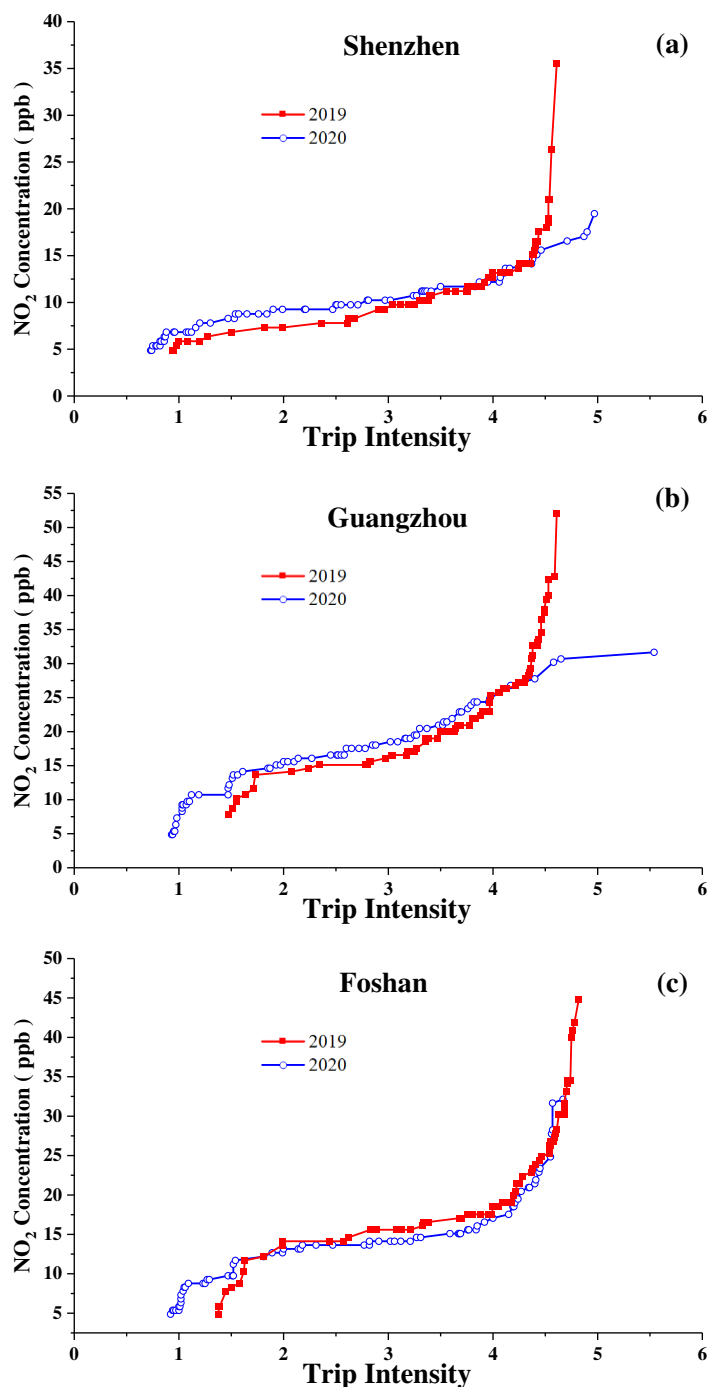 (a)
Shenzhen
2019
2020
NO₂ Concentration ( ppb )
40
35
30
25
20
15
10
5
0
0 1 2 3 4 5 6
Trip Intensity
(b)
Guangzhou
2019
2020
NO₂ Concentration ( ppb )
55
50
45
40
35
30
25
20
15
10
5
0
0 1 2 3 4 5 6
Trip Intensity
(c)
Foshan
2019
2020
NO₂ Concentration ( ppb )
50
45
40
35
30
25
20
15
10
5
0 1 2 3 4 5 6
Trip Intensity